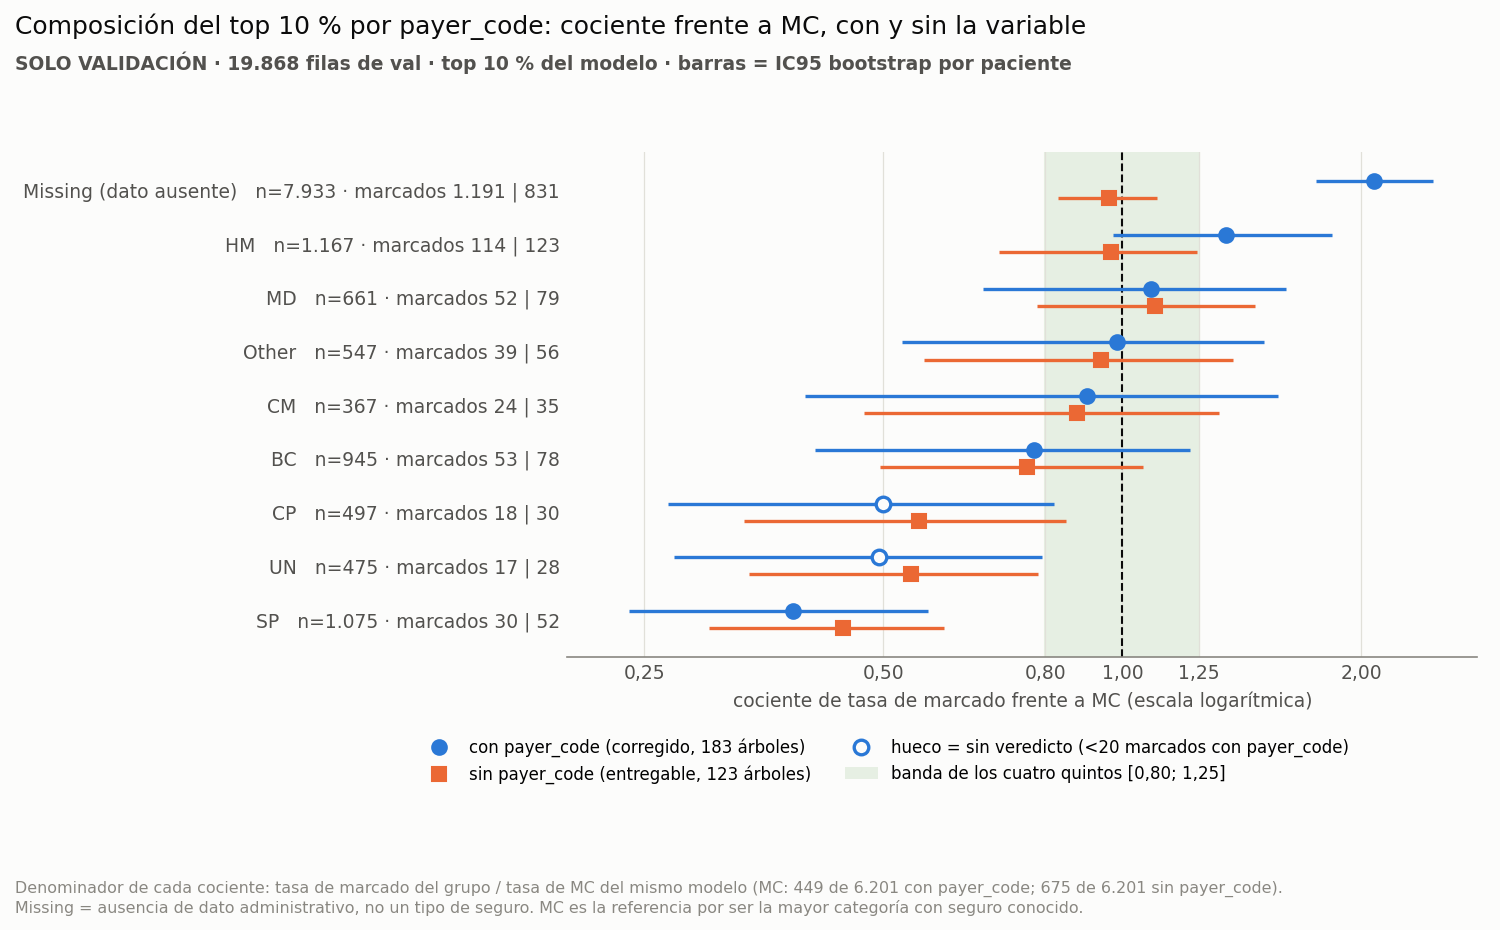 Composición del top 10 % por payer_code: cociente frente a MC, con y sin la variable
SOLO VALIDACIÓN · 19.868 filas de val · top 10 % del modelo · barras = IC95 bootstrap por paciente
Missing (dato ausente) n=7.933 · marcados 1.191 | 831
HM n=1.167 · marcados 114 | 123
MD n=661 · marcados 52 | 79
Other n=547 · marcados 39 | 56
CM n=367 · marcados 24 | 35
BC n=945 · marcados 53 | 78
CP n=497 · marcados 18 | 30
UN n=475 · marcados 17 | 28
SP n=1.075 · marcados 30 | 52
0,25 0,50 0,80 1,00 1,25 2,00
cociente de tasa de marcado frente a MC (escala logarítmica)
con payer_code (corregido, 183 árboles)
sin payer_code (entregable, 123 árboles)
hueco = sin veredicto (<20 marcados con payer_code)
banda de los cuatro quintos [0,80; 1,25]
Denominador de cada cociente: tasa de marcado del grupo / tasa de MC del mismo modelo (MC: 449 de 6.201 con payer_code; 675 de 6.201 sin payer_code).
Missing = ausencia de dato administrativo, no un tipo de seguro. MC es la referencia por ser la mayor categoría con seguro conocido.